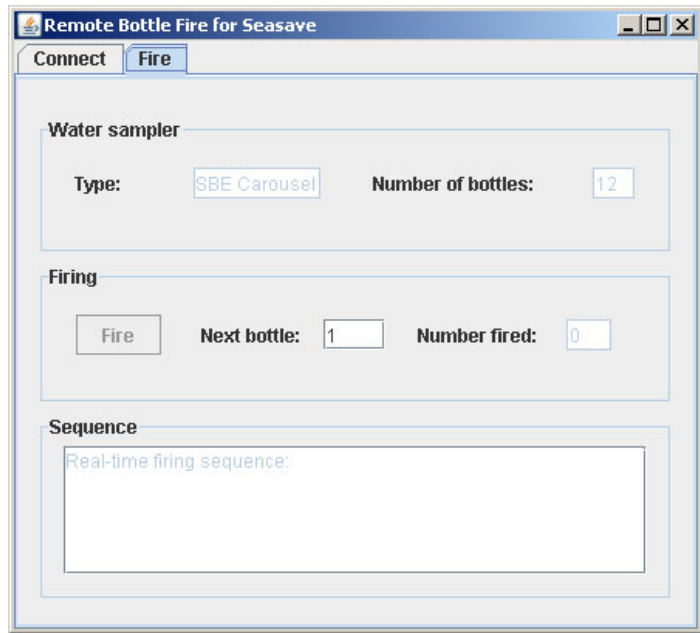 Remote Bottle Fire for Seasave
Connect Fire
Water sampler
Type: SBE Carousel Number of bottles: 12
Firing
Fire Next bottle: 1 Number fired: 0
Sequence
Real-time firing sequence: